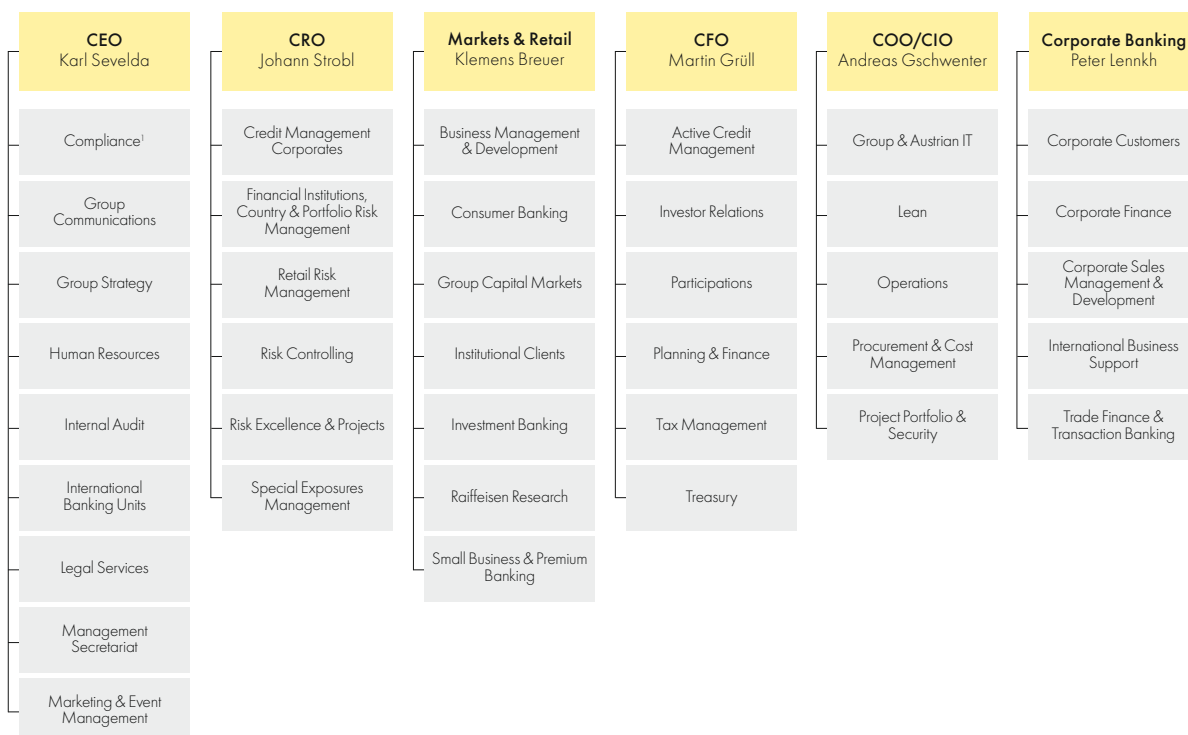 CEO
Karl Sevelda
Compliance¹
Group
Communications
Group Strategy
Human Resources
Internal Audit
International
Banking Units
Legal Services
Management
Secretariat
Marketing & Event
Management
CRO
Johann Strobl
Credit Management
Corporates
Financial Institutions,
Country & Portfolio Risk
Management
Retail Risk
Management
Risk Controlling
Risk Excellence & Projects
Special Exposures
Management
Markets & Retail
Klemens Breuer
Business Management
& Development
Consumer Banking
Group Capital Markets
Institutional Clients
Investment Banking
Raiffeisen Research
Small Business & Premium
Banking
CFO
Martin Grüll
Active Credit
Management
Investor Relations
Participations
Planning & Finance
Tax Management
Treasury
COO/CIO
Andreas Gschwenter
Group & Austrian IT
Lean
Operations
Procurement & Cost
Management
Project Portfolio &
Security
Corporate Banking
Peter Lennkh
Corporate Customers
Corporate Finance
Corporate Sales
Management &
Development
International Business
Support
Trade Finance &
Transaction Banking